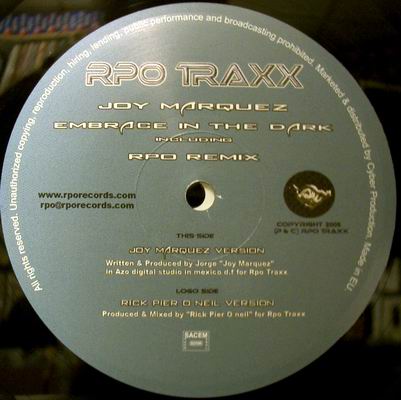 All rights reserved. Unauthorized copying, reproduction, hiring, lending, public performance and broadcasting prohibited. Marketed & distributed by Cyber Production. Made in EU.
RPO TRAXX
JOY MARQUEZ
EMBRACE IN THE DARK
INCLUDING
RPO REMIX
www.rporecords.com
rpo@rporecords.com
COPYRIGHT 2005
(P & C) RPO TRAXX
THIS SIDE
JOY MARQUEZ VERSION
Written & Produced by Jorge "Joy Marquez"
in Azo digital studio in mexico d.f for Rpo Traxx
LOGO SIDE
RICK PIER O NEIL VERSION
Produced & Mixed by "Rick Pier O neil" for Rpo Traxx
SACEM